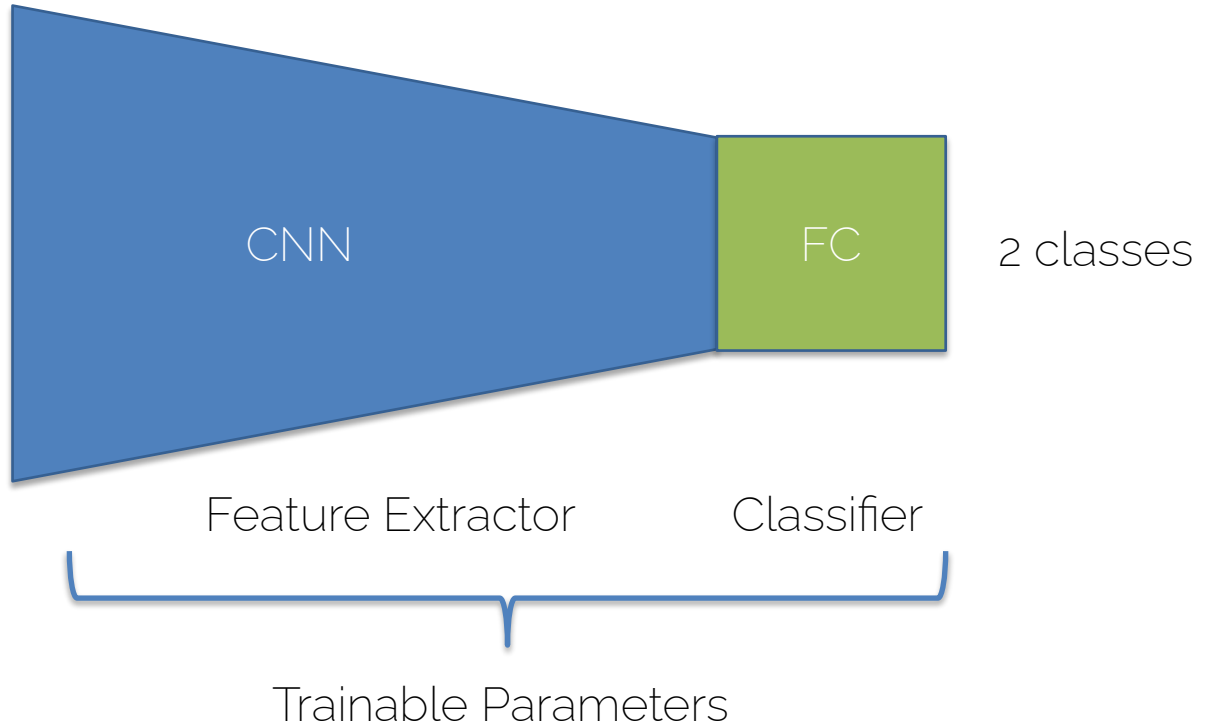 CNN
FC
2 classes
Feature Extractor
Classifier
Trainable Parameters